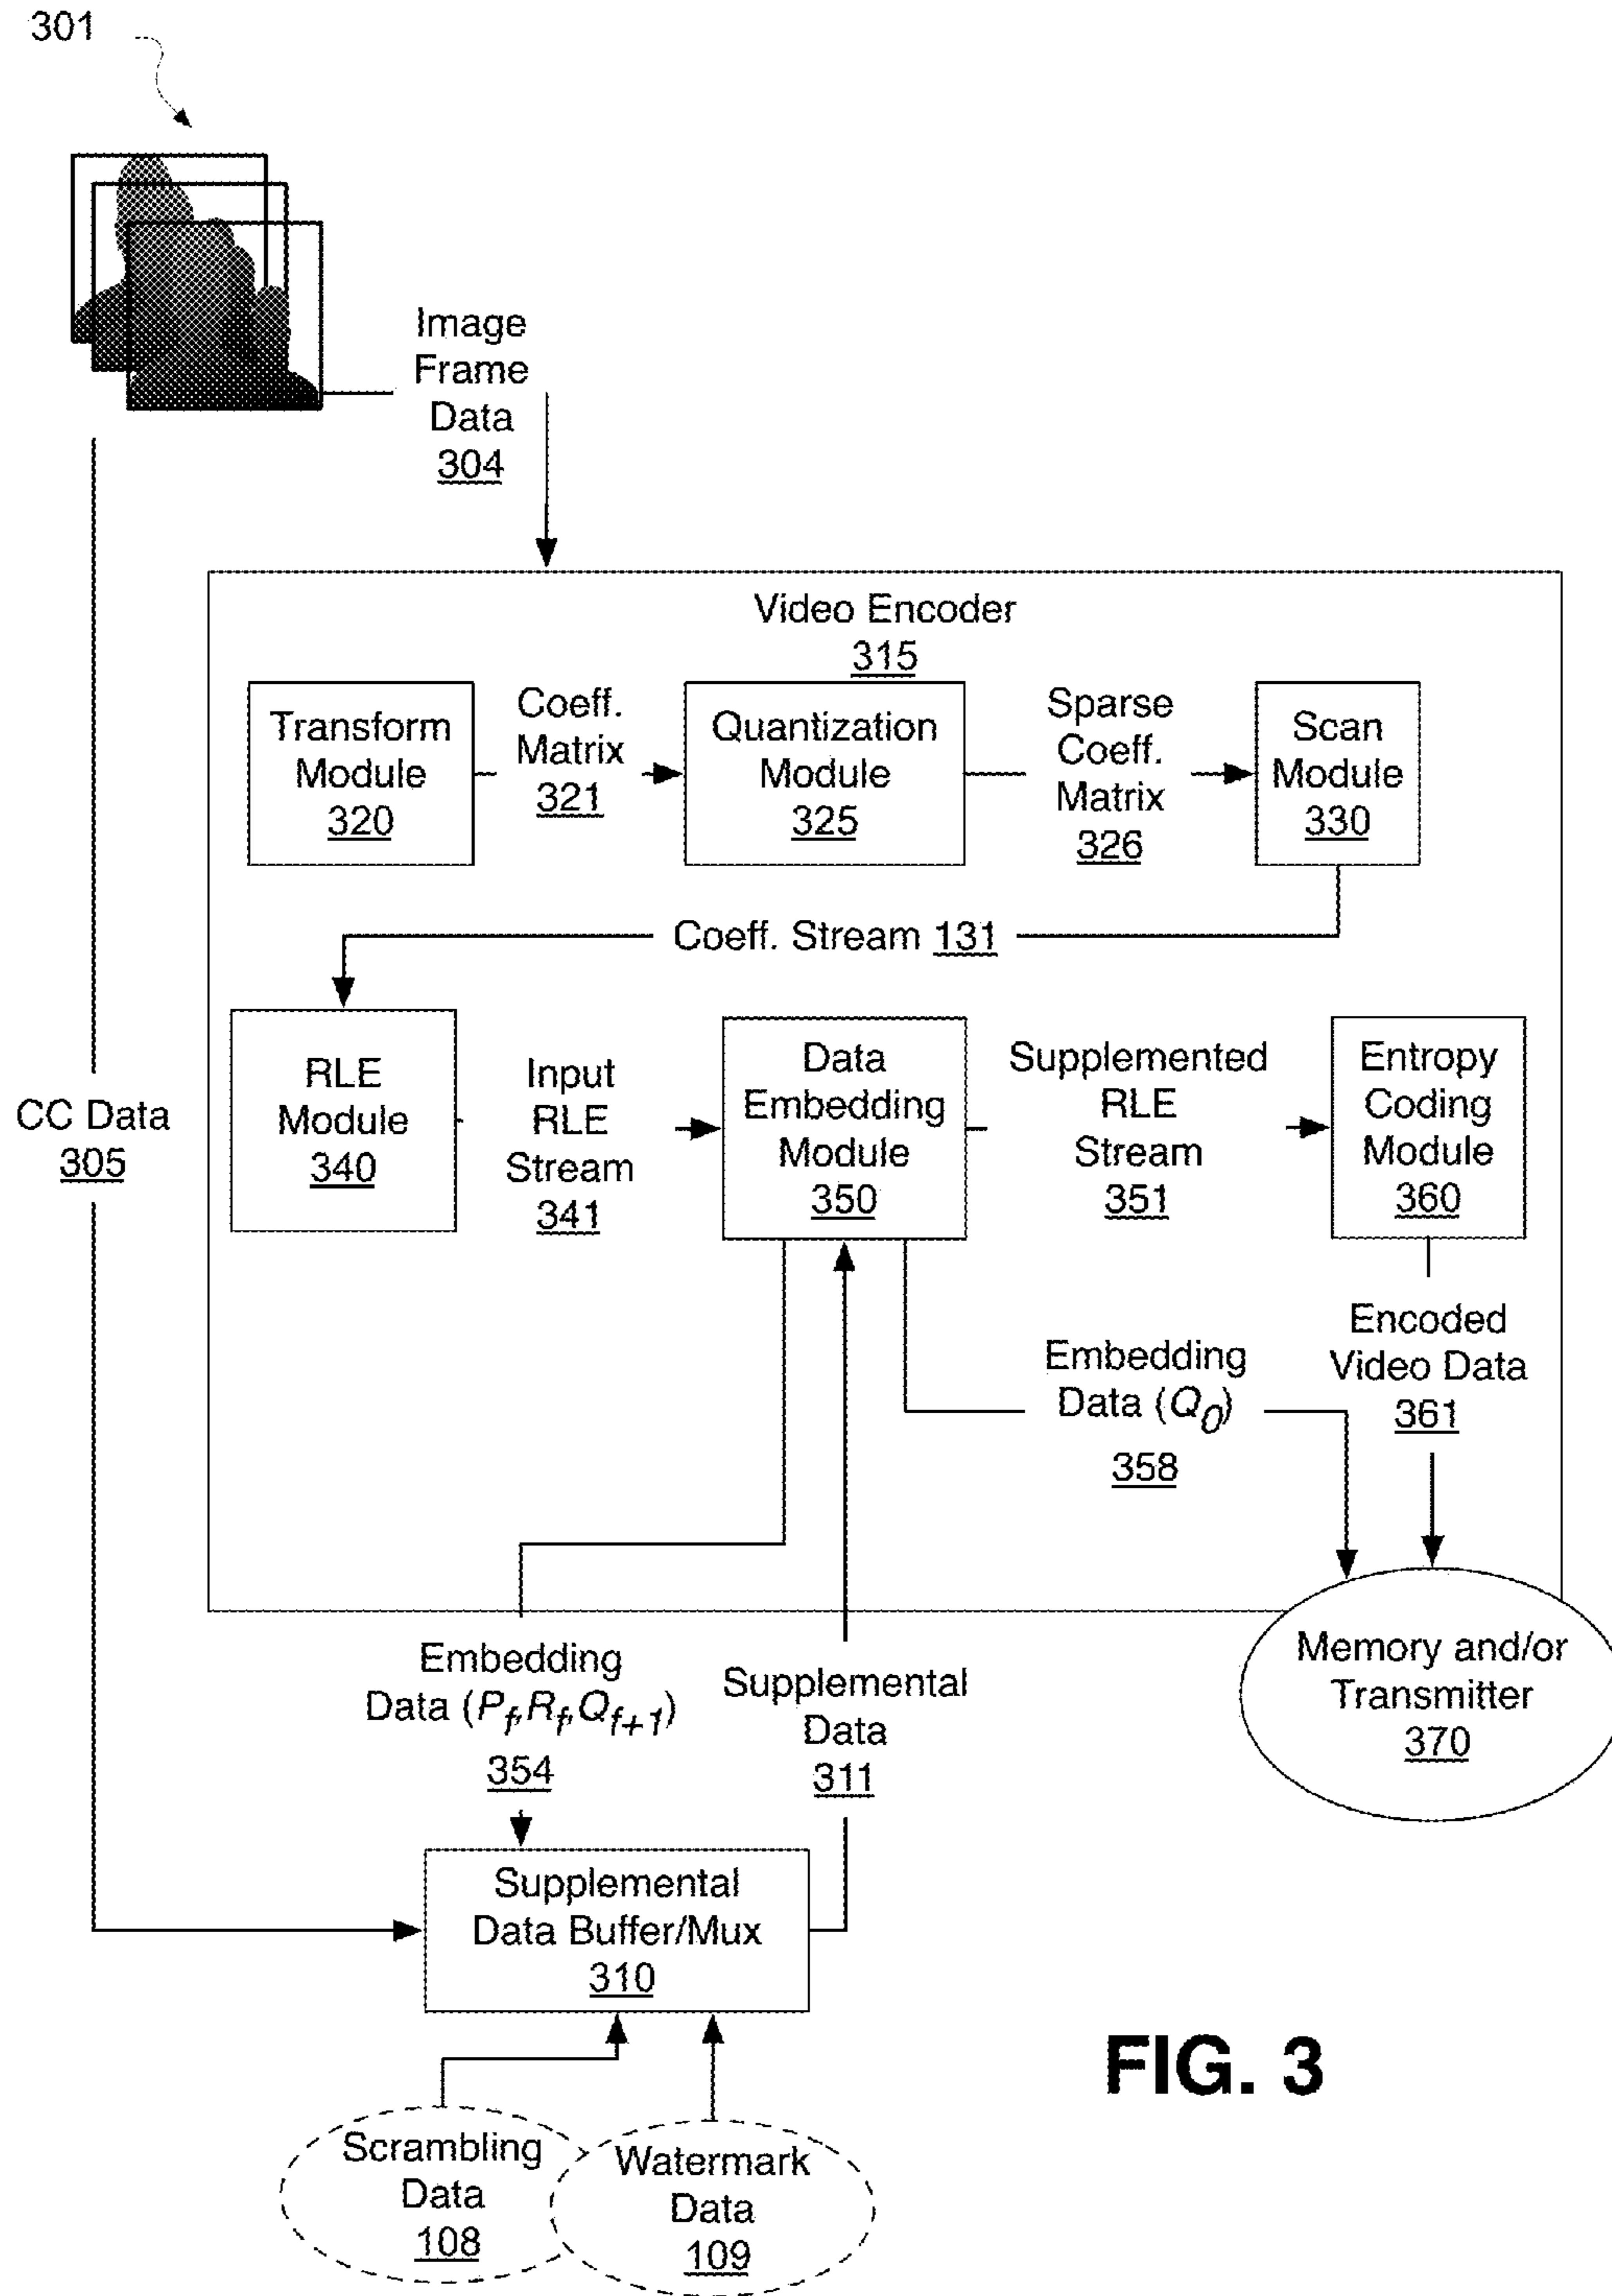 301
Image
Frame
Data
304
Video Encoder
315
Transform
Module
320
Coeff.
Matrix
321
Quantization
Module
325
Sparse
Coeff.
Matrix
326
Scan
Module
330
Coeff. Stream 131
RLE
Module
340
Input
RLE
Stream
341
Data
Embedding
Module
350
Supplemented
RLE
Stream
351
Entropy
Coding
Module
360
CC Data
305
Embedding
Data (Q0)
358
Encoded
Video Data
361
Embedding
Data (Pf,Rf,Qf+1)
354
Supplemental
Data
311
Memory and/or
Transmitter
370
Supplemental
Data Buffer/Mux
310
Scrambling
Data
108
Watermark
Data
109
FIG. 3